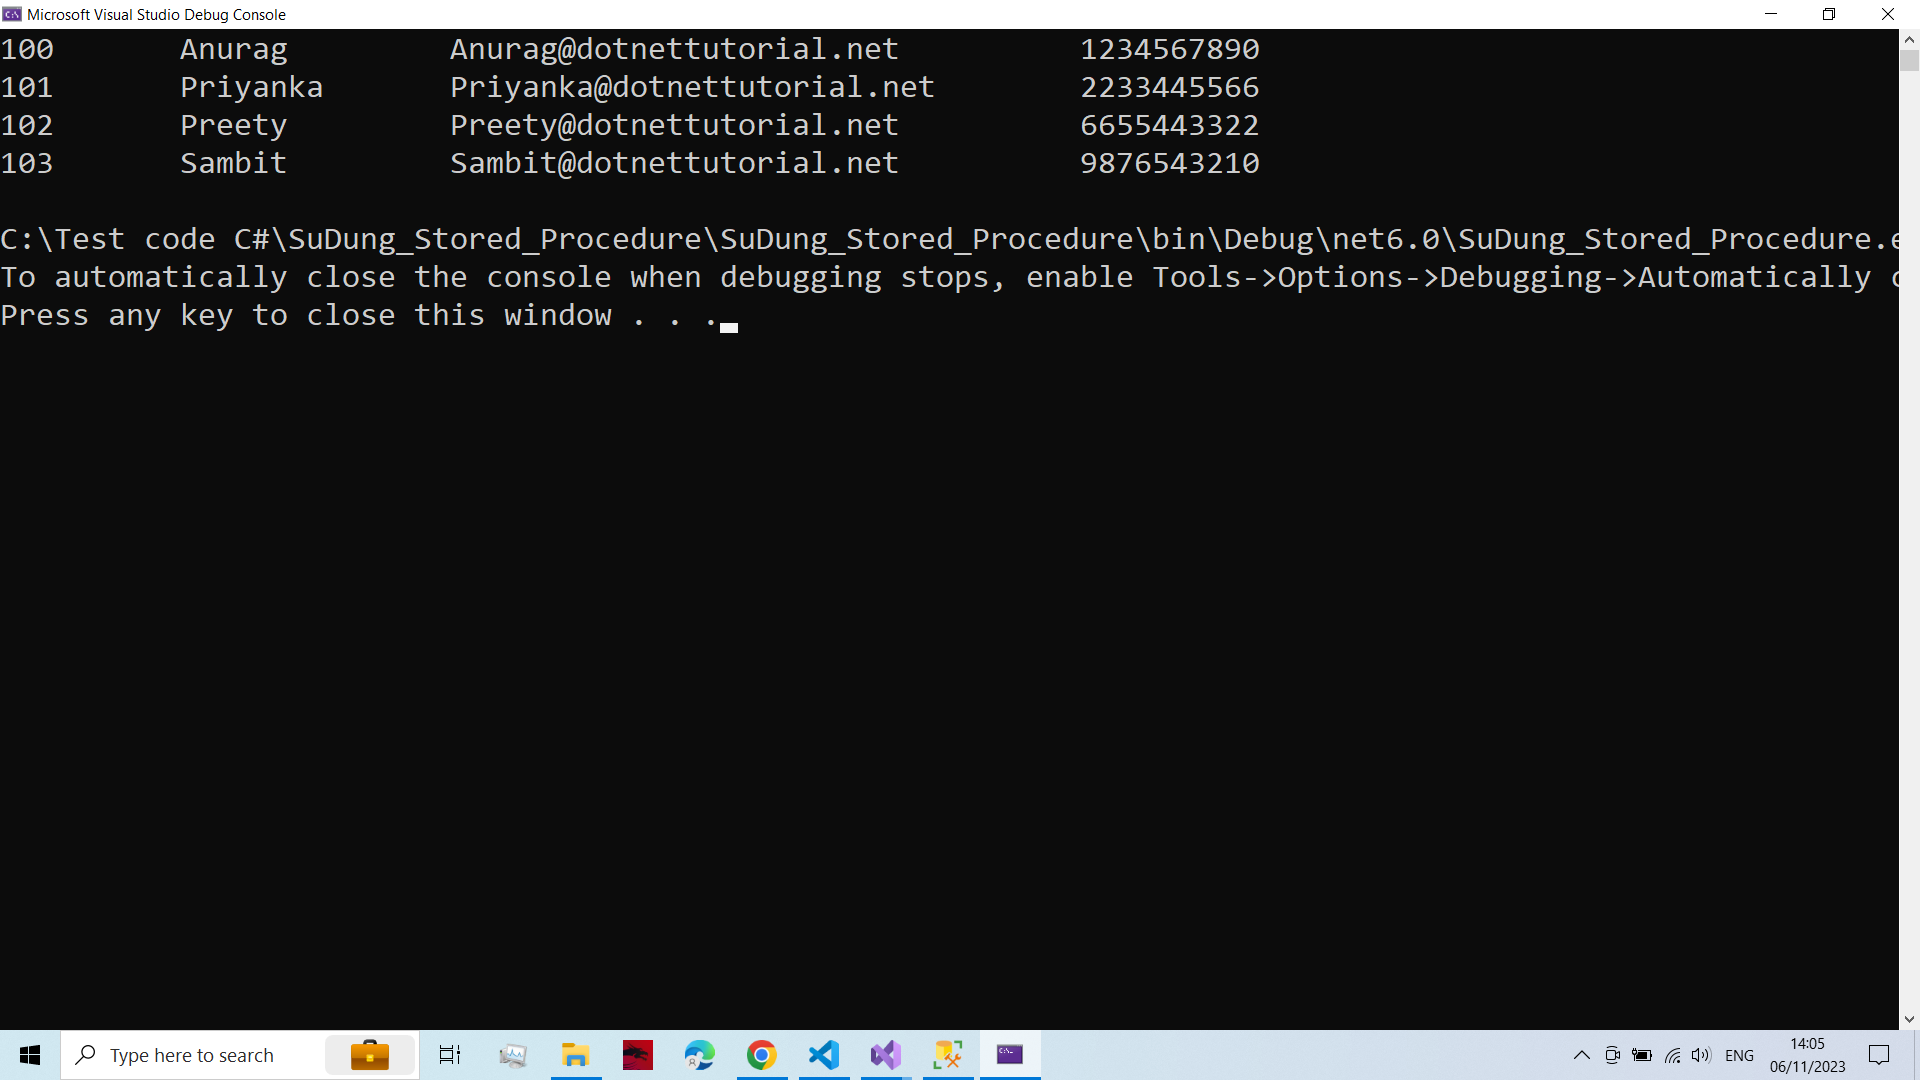 Microsoft Visual Studio Debug Console
100 Anurag Anurag@dotnettutorial.net 1234567890
101 Priyanka Priyanka@dotnettutorial.net 2233445566
102 Preety Preety@dotnettutorial.net 6655443322
103 Sambit Sambit@dotnettutorial.net 9876543210
C:\Test code C#\SuDung_Stored_Procedure\SuDung_Stored_Procedure\bin\Debug\net6.0\SuDung_Stored_Procedure.e
To automatically close the console when debugging stops, enable Tools->Options->Debugging->Automatically c
Press any key to close this window . . .
Type here to search
ENG
14:05
06/11/2023